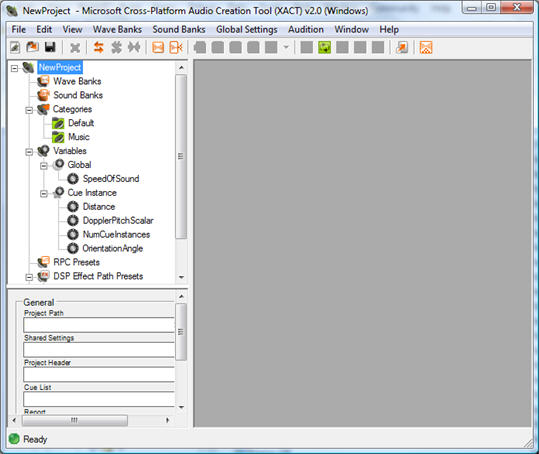 NewProject - Microsoft Cross-Platform Audio Creation Tool (XACT) v2.0 (Windows)
File Edit View Wave Banks Sound Banks Global Settings Audition Window Help
NewProject
Wave Banks
Sound Banks
Categories
Default
Music
Variables
Global
SpeedOfSound
Cue Instance
Distance
DopplerPitchScalar
NumCueInstances
OrientationAngle
RPC Presets
DSP Effect Path Presets
General
Project Path
Shared Settings
Project Header
Cue List
Report
Ready